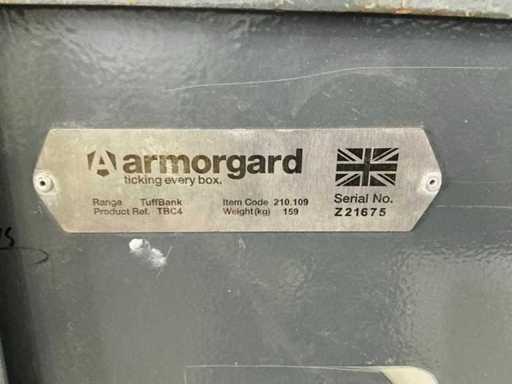 armorgard
ticking every box.
Range TuffBank Item Code 210.109
Product Ref. TBC4 Weight(kg) 159
Serial No.
Z21675